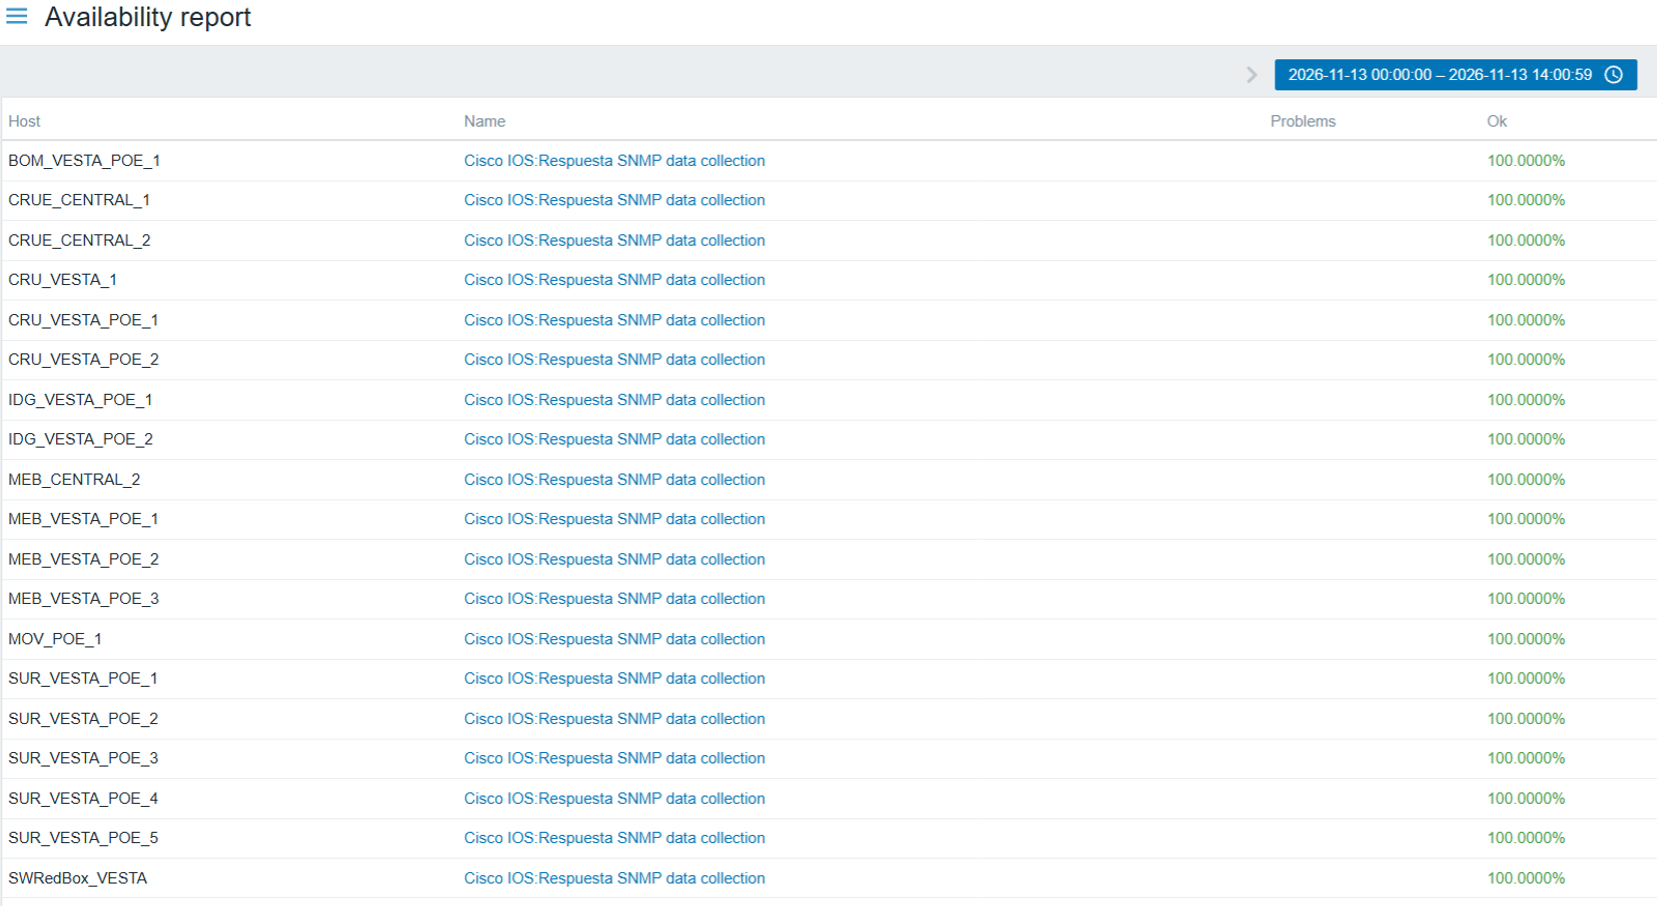 Availability report
2026-11-13 00:00:00 – 2026-11-13 14:00:59
Host Name Problems Ok
BOM_VESTA_POE_1 Cisco IOS:Respuesta SNMP data collection 100.0000%
CRUE_CENTRAL_1 Cisco IOS:Respuesta SNMP data collection 100.0000%
CRUE_CENTRAL_2 Cisco IOS:Respuesta SNMP data collection 100.0000%
CRU_VESTA_1 Cisco IOS:Respuesta SNMP data collection 100.0000%
CRU_VESTA_POE_1 Cisco IOS:Respuesta SNMP data collection 100.0000%
CRU_VESTA_POE_2 Cisco IOS:Respuesta SNMP data collection 100.0000%
IDG_VESTA_POE_1 Cisco IOS:Respuesta SNMP data collection 100.0000%
IDG_VESTA_POE_2 Cisco IOS:Respuesta SNMP data collection 100.0000%
MEB_CENTRAL_2 Cisco IOS:Respuesta SNMP data collection 100.0000%
MEB_VESTA_POE_1 Cisco IOS:Respuesta SNMP data collection 100.0000%
MEB_VESTA_POE_2 Cisco IOS:Respuesta SNMP data collection 100.0000%
MEB_VESTA_POE_3 Cisco IOS:Respuesta SNMP data collection 100.0000%
MOV_POE_1 Cisco IOS:Respuesta SNMP data collection 100.0000%
SUR_VESTA_POE_1 Cisco IOS:Respuesta SNMP data collection 100.0000%
SUR_VESTA_POE_2 Cisco IOS:Respuesta SNMP data collection 100.0000%
SUR_VESTA_POE_3 Cisco IOS:Respuesta SNMP data collection 100.0000%
SUR_VESTA_POE_4 Cisco IOS:Respuesta SNMP data collection 100.0000%
SUR_VESTA_POE_5 Cisco IOS:Respuesta SNMP data collection 100.0000%
SWRedBox_VESTA Cisco IOS:Respuesta SNMP data collection 100.0000%